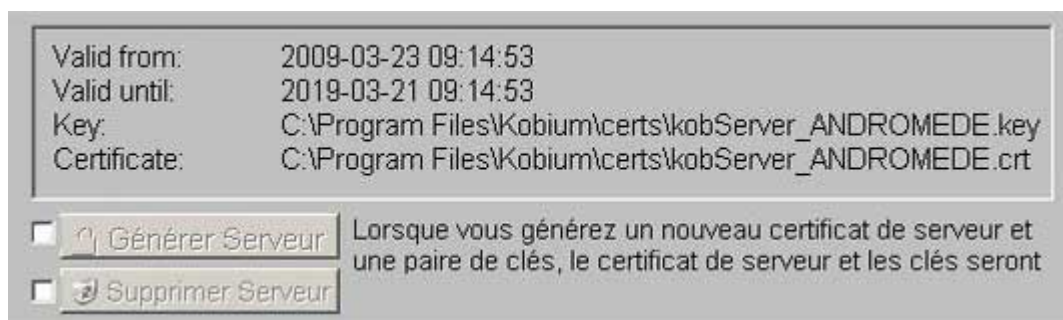 Valid from: 2009-03-23 09:14:53
Valid until: 2019-03-21 09:14:53
Key: C:\Program Files\Kobium\certs\kobServer_ANDROMEDE.key
Certificate: C:\Program Files\Kobium\certs\kobServer_ANDROMEDE.crt
Générer Serveur
Lorsque vous générez un nouveau certificat de serveur et
une paire de clés, le certificat de serveur et les clés seront
Supprimer Serveur